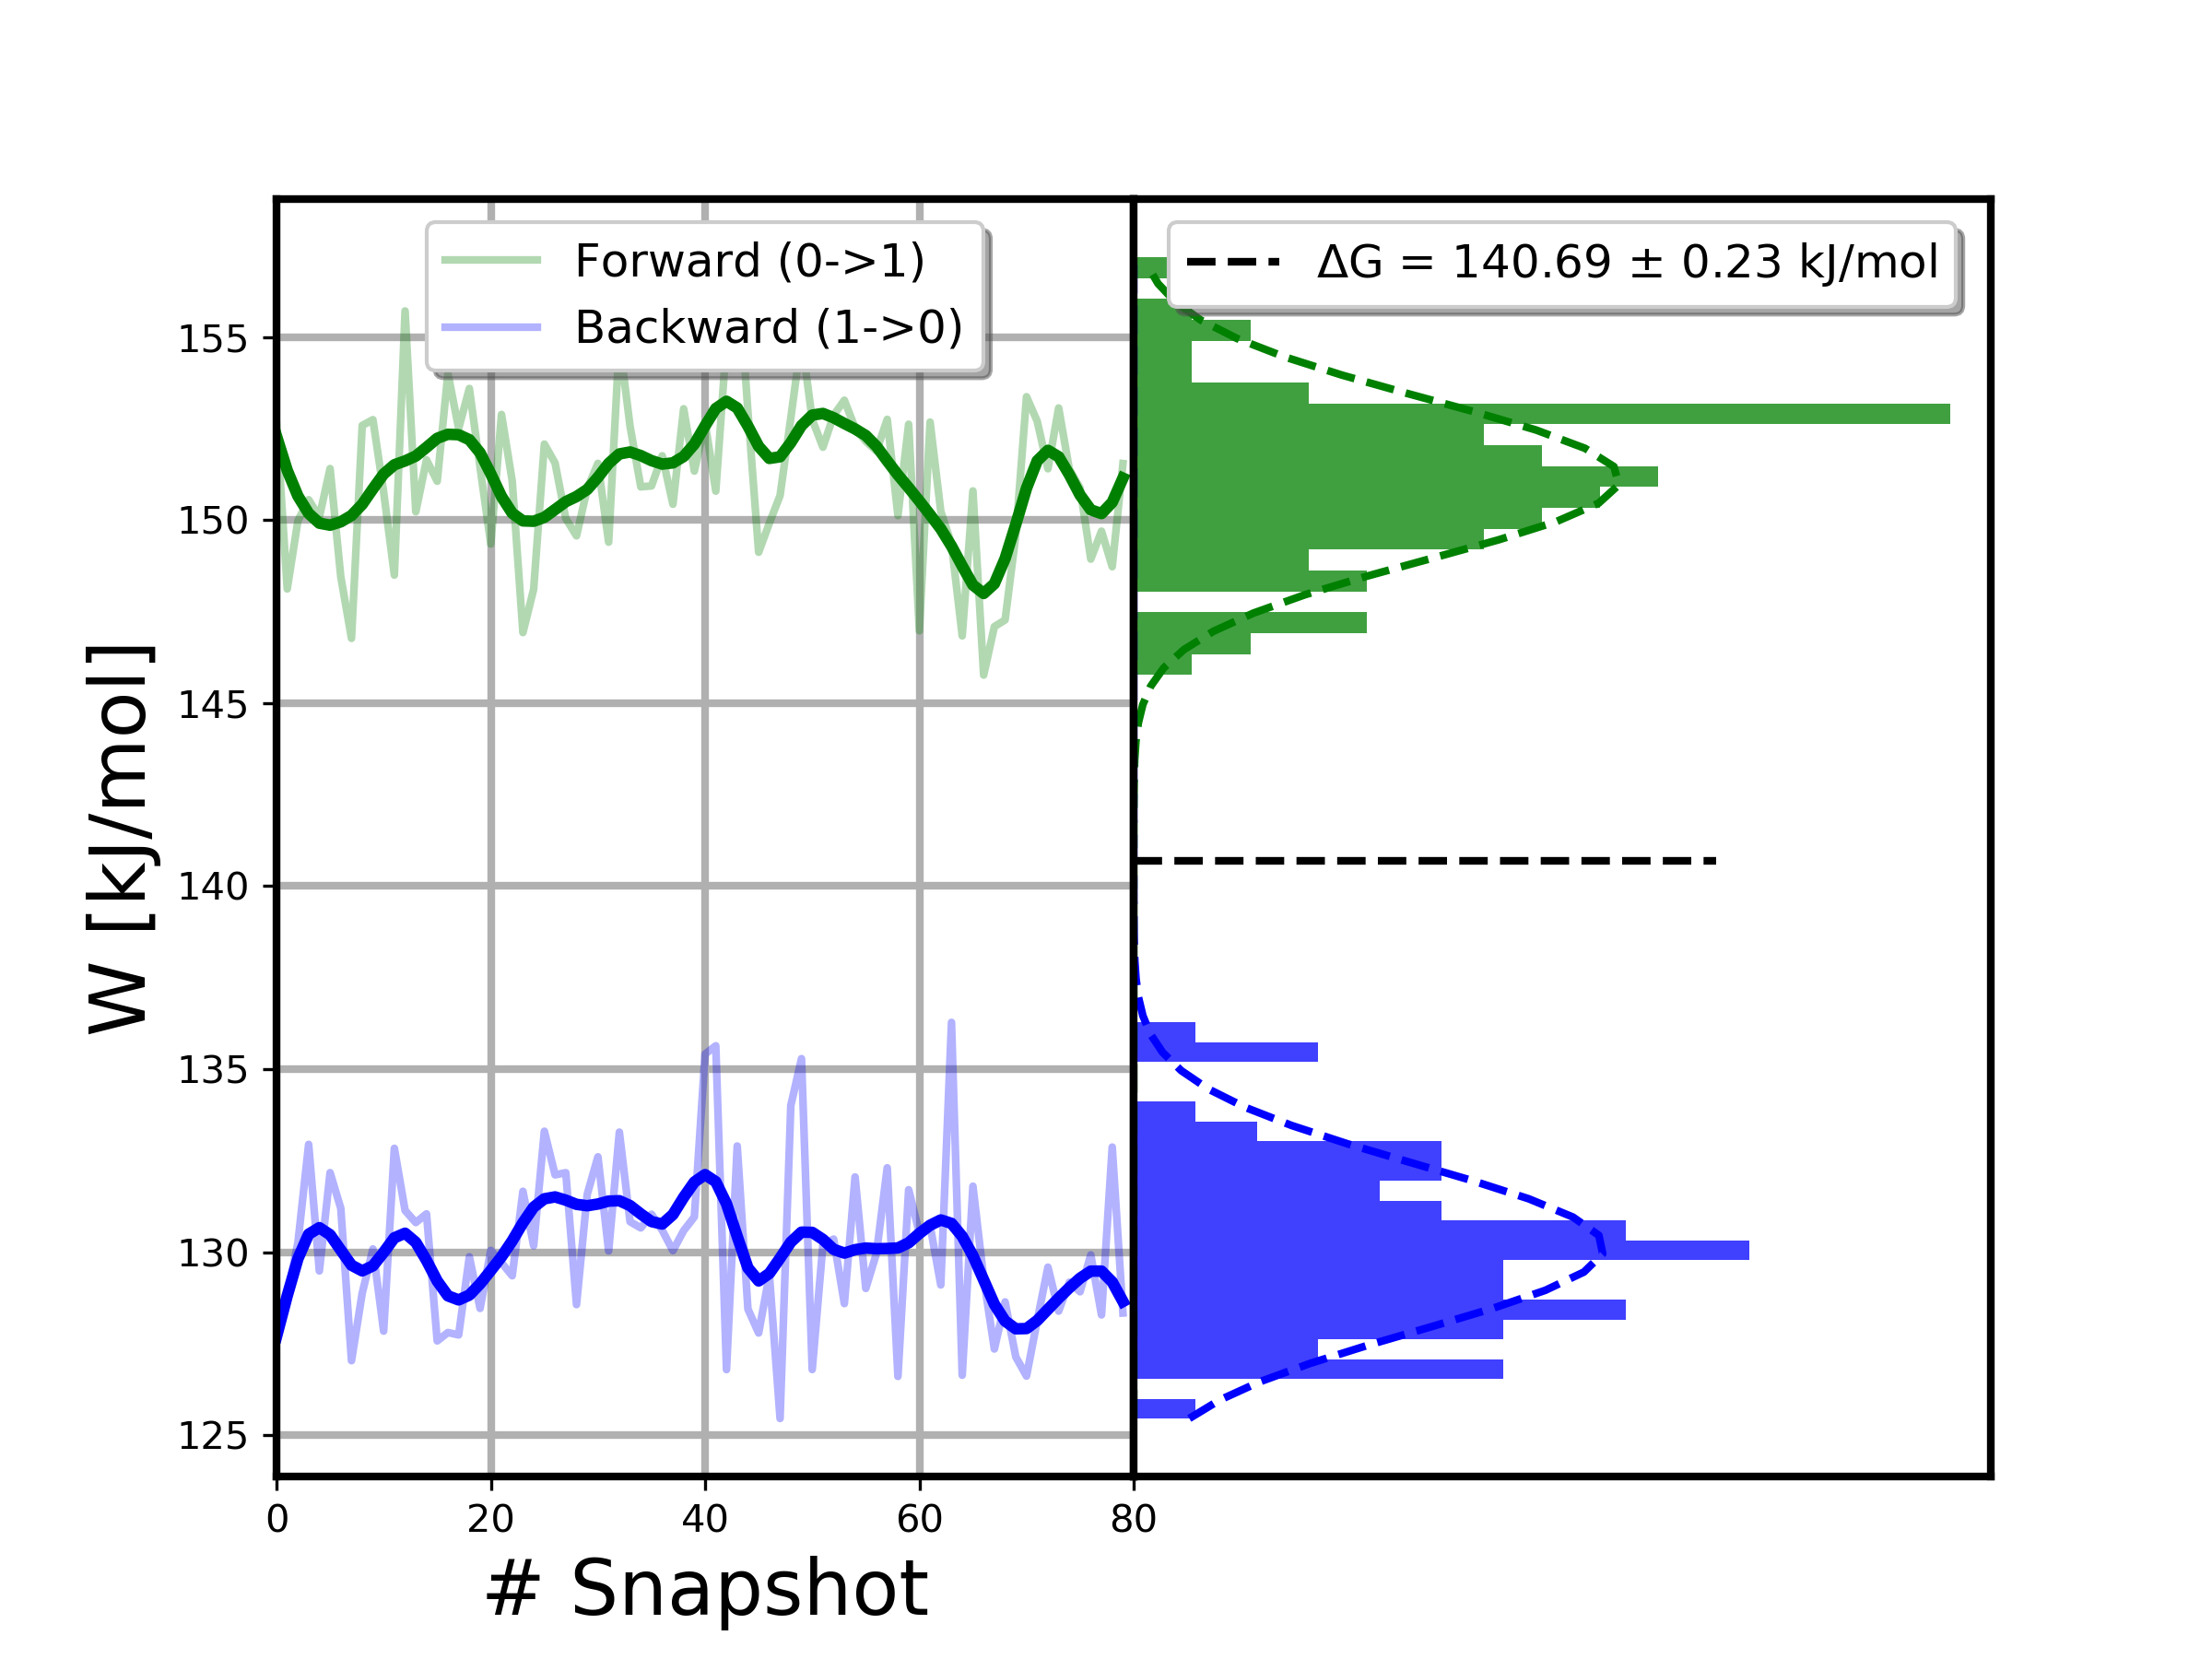 Forward (0->1)
Backward (1->0)
ΔG = 140.69 ± 0.23 kJ/mol
W [kJ/mol]
155
150
145
140
135
130
125
0 20 40 60 80
# Snapshot